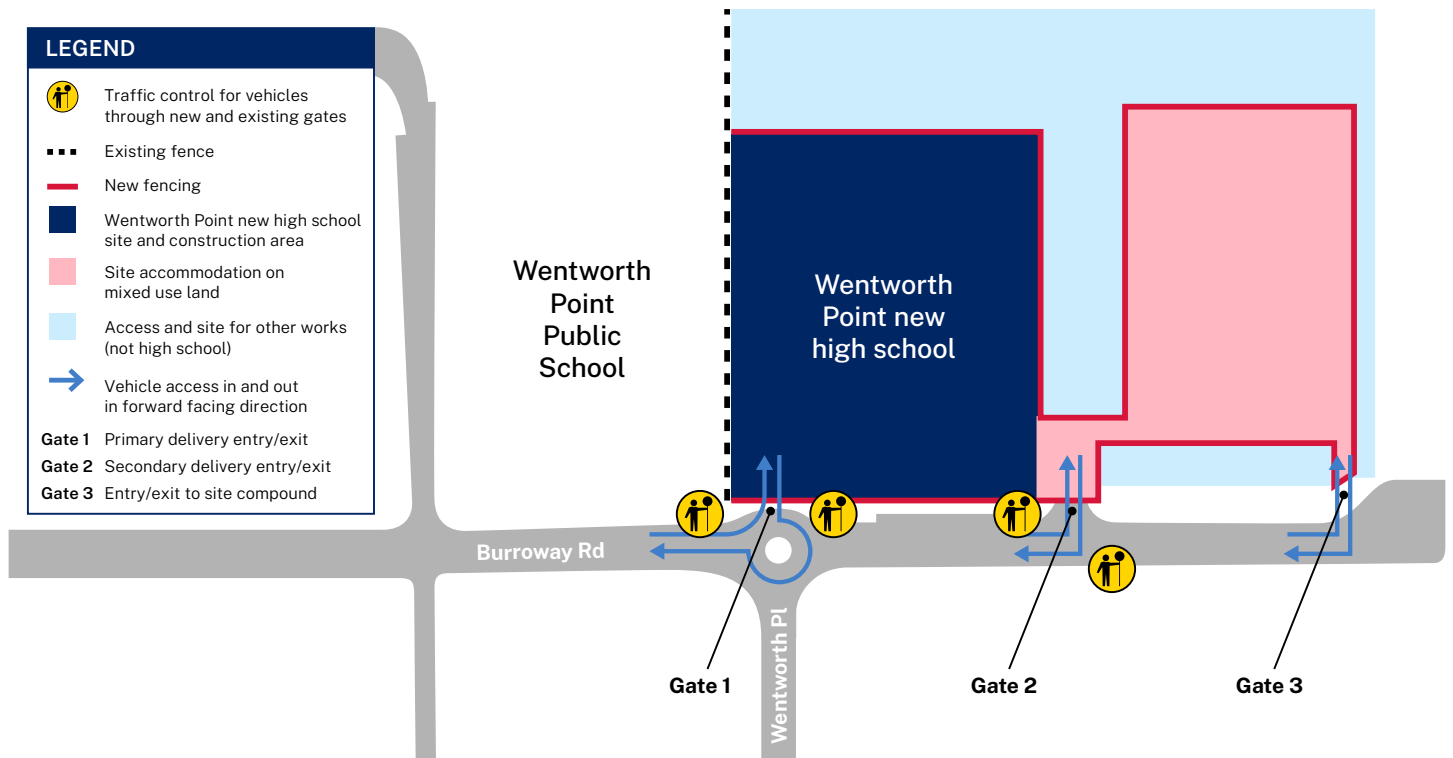 LEGEND
Traffic control for vehicles
through new and existing gates
Existing fence
New fencing
Wentworth Point new high school
site and construction area
Site accommodation on
mixed use land
Access and site for other works
(not high school)
Vehicle access in and out
in forward facing direction
Gate 1 Primary delivery entry/exit
Gate 2 Secondary delivery entry/exit
Gate 3 Entry/exit to site compound
Wentworth
Point
Public
School
Wentworth
Point new
high school
Burroway Rd
Wentworth Pl
Gate 1
Gate 2
Gate 3